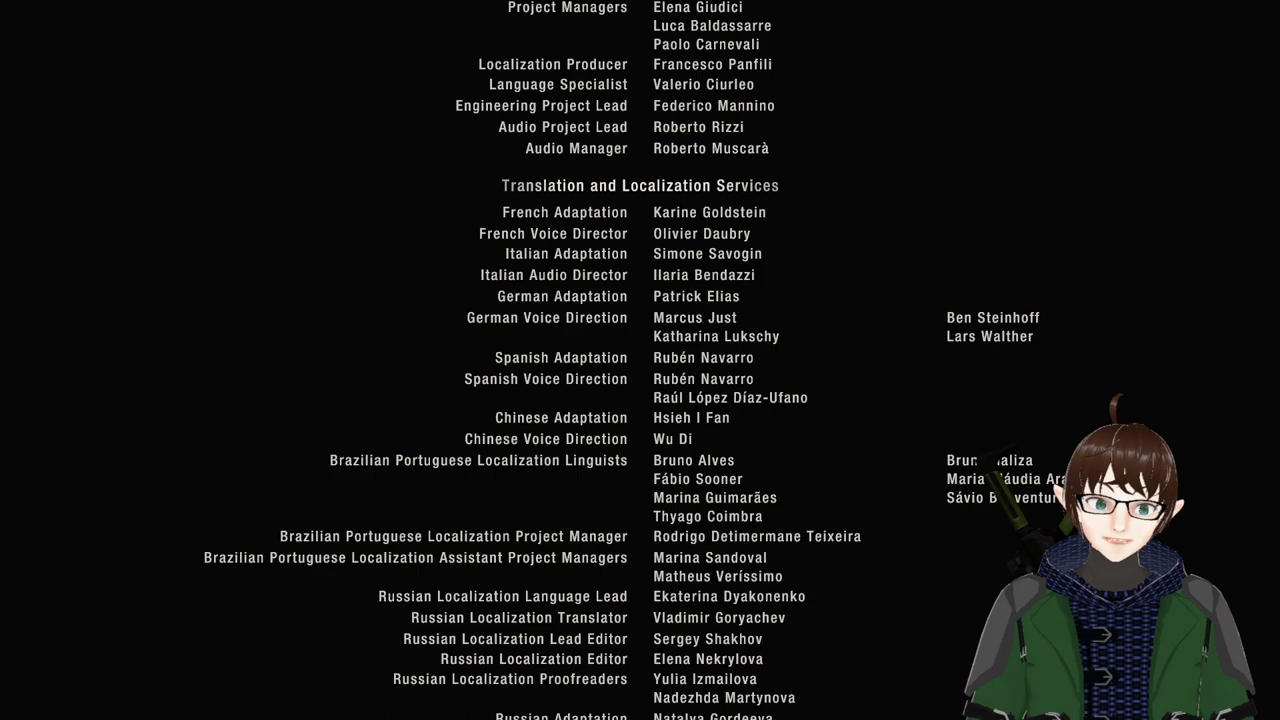 Project Managers Elena Giudici
Luca Baldassarre
Paolo Carnevali
Localization Producer Francesco Panfili
Language Specialist Valerio Ciurleo
Engineering Project Lead Federico Mannino
Audio Project Lead Roberto Rizzi
Audio Manager Roberto Muscarà
Translation and Localization Services
French Adaptation Karine Goldstein
French Voice Director Olivier Daubry
Italian Adaptation Simone Savogin
Italian Audio Director Ilaria Bendazzi
German Adaptation Patrick Elias
German Voice Direction Marcus Just Ben Steinhoff
Katharina Lukschy Lars Walther
Spanish Adaptation Rubén Navarro
Spanish Voice Direction Rubén Navarro
Raúl López Díaz-Ufano
Chinese Adaptation Hsieh I Fan
Chinese Voice Direction Wu Di
Brazilian Portuguese Localization Linguists Bruno Alves
Fábio Sooner Maria
Marina Guimarães Sávio
Thyago Coimbra
Brazilian Portuguese Localization Project Manager Rodrigo Detimermane Teixeira
Brazilian Portuguese Localization Assistant Project Managers Marina Sandoval
Matheus Veríssimo
Russian Localization Language Lead Ekaterina Dyakonenko
Russian Localization Translator Vladimir Goryachev
Russian Localization Lead Editor Sergey Shakhov
Russian Localization Editor Elena Nekrylova
Russian Localization Proofreaders Yulia Izmailova
Nadezhda Martynova
Russian Adaptation Natalya Gordeeva